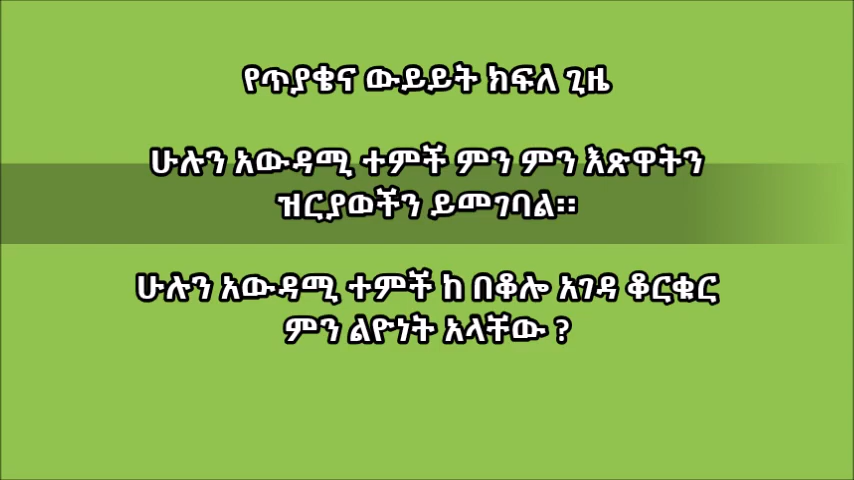 የጥያቄና ውይይት ክፍለ ጊዜ
ሁሉን አውዳሚ ተምች ምን ምን እጽዋትን
ዝርያወችን ይመገባል፡፡
ሁሉን አውዳሚ ተምች ከ በቆሎ አገዳ ቆርቁር
ምን ልዮነት አላቸው ?